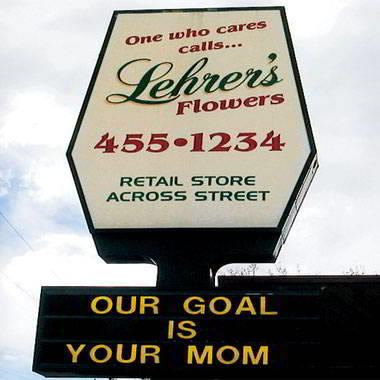 One who cares
calls...
Lehrer's
Flowers
455•1234
RETAIL STORE
ACROSS STREET
OUR GOAL
IS
YOUR MOM